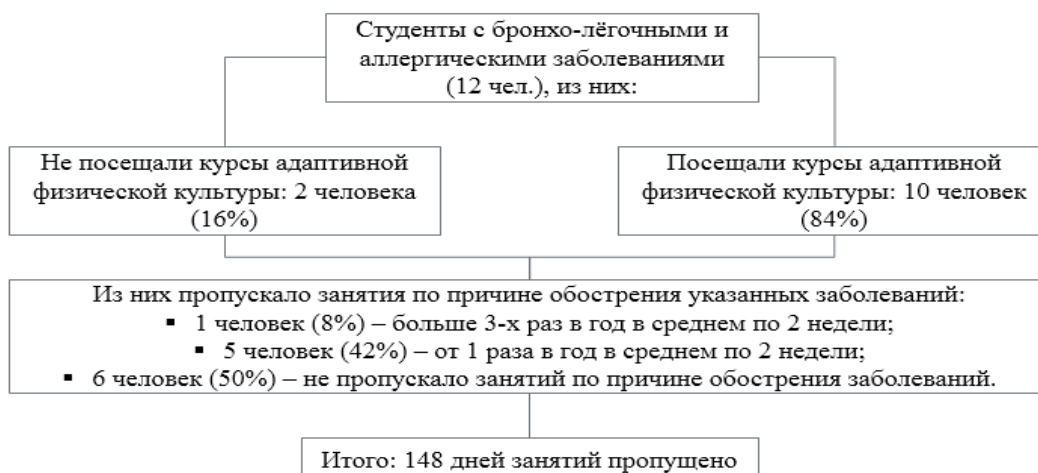 Студенты с бронхо-лёгочными и
аллергическими заболеваниями
(12 чел.), из них:
Не посещали курсы адаптивной
физической культуры: 2 человека
(16%)
Посещали курсы адаптивной
физической культуры: 10 человек
(84%)
Из них пропускало занятия по причине обострения указанных заболеваний:
▪ 1 человек (8%) – больше 3-х раз в год в среднем по 2 недели;
▪ 5 человек (42%) – от 1 раза в год в среднем по 2 недели;
▪ 6 человек (50%) – не пропускало занятий по причине обострения заболеваний.
Итого: 148 дней занятий пропущено